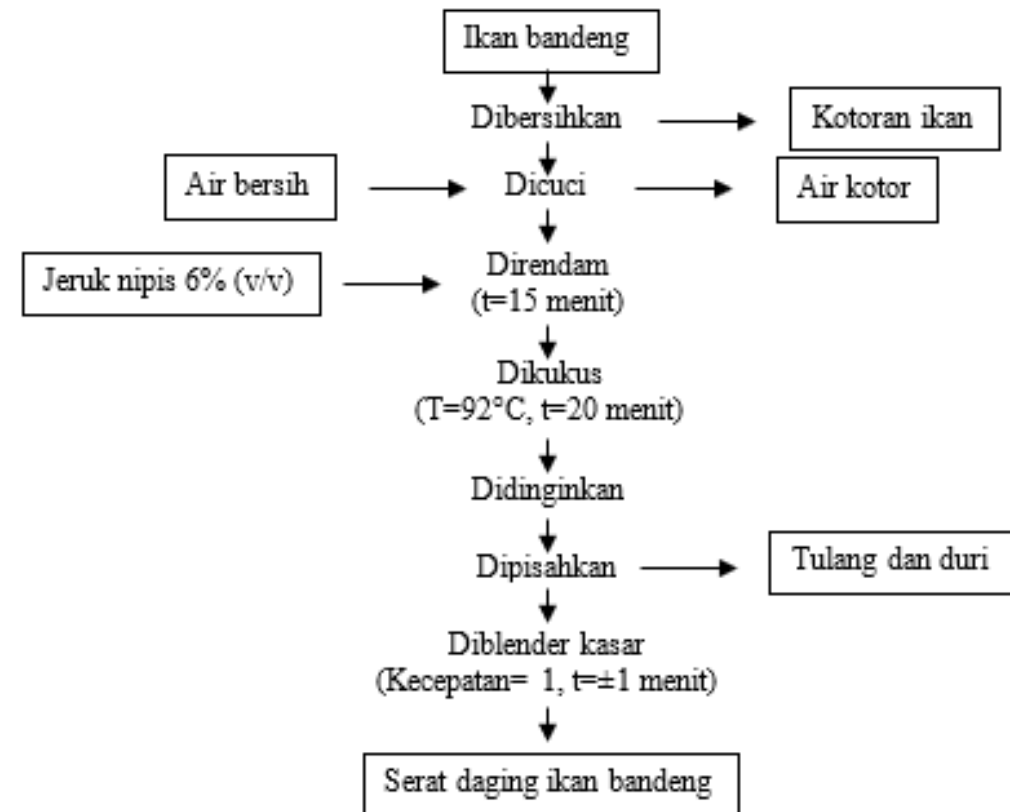 Ikan bandeng
Dibersihkan
Kotoran ikan
Air bersih
Dicuci
Air kotor
Jeruk nipis 6% (v/v)
Direndam
(t=15 menit)
Dikukus
(T=92°C, t=20 menit)
Didinginkan
Dipisahkan
Tulang dan duri
Diblender kasar
(Kecepatan= 1, t=±1 menit)
Serat daging ikan bandeng